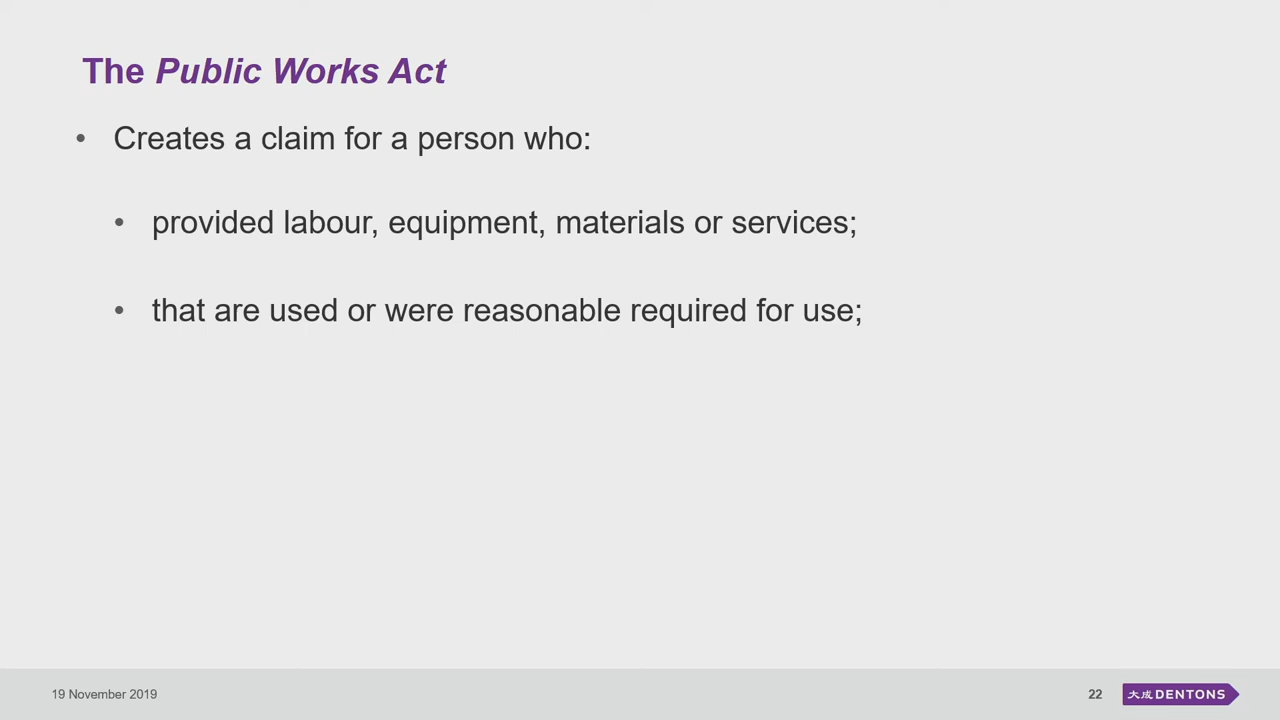 The Public Works Act
• Creates a claim for a person who:
• provided labour, equipment, materials or services;
• that are used or were reasonable required for use;
19 November 2019
22
大成 DENTONS